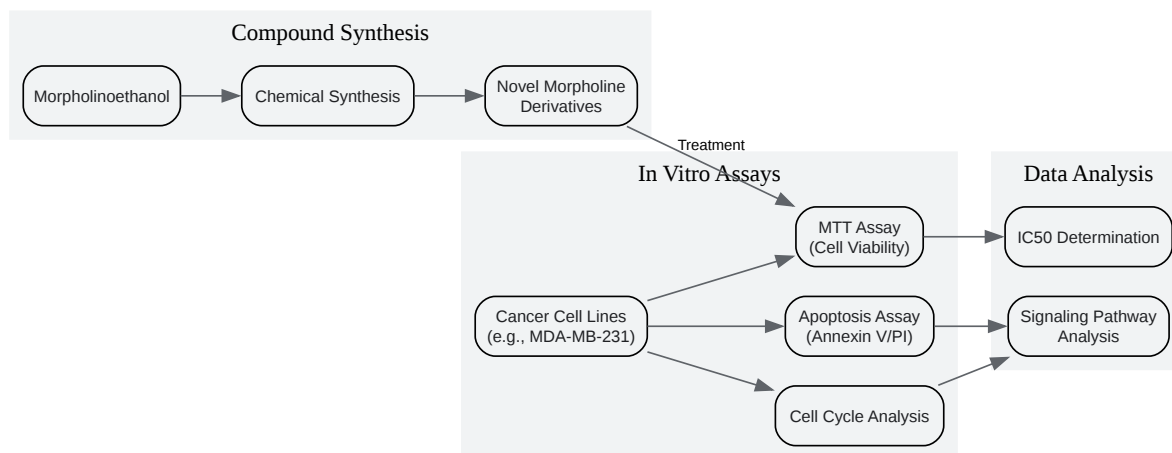 Compound Synthesis
Morpholinoethanol
Chemical Synthesis
Novel Morpholine
Derivatives
Treatment
In Vitro Assays
Data Analysis
MTT Assay
(Cell Viability)
IC50 Determination
Cancer Cell Lines
(e.g., MDA-MB-231)
Apoptosis Assay
(Annexin V/PI)
Signaling Pathway
Analysis
Cell Cycle Analysis